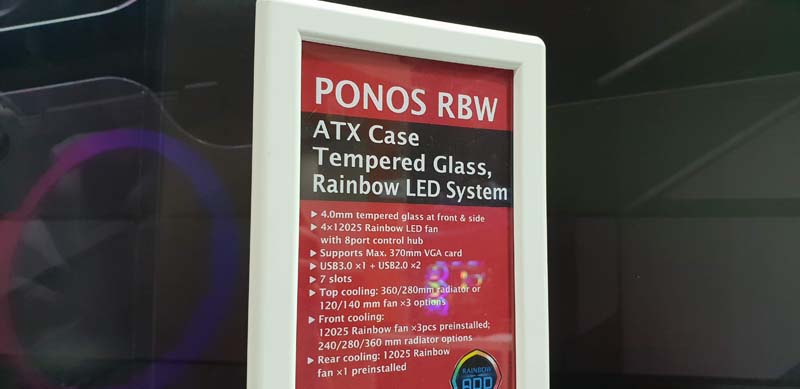 PONOS RBW
ATX Case
Tempered Glass,
Rainbow LED System
▶ 4.0mm tempered glass at front & side
▶ 4×12025 Rainbow LED fan
with 8port control hub
▶ Supports Max. 370mm VGA card
▶ USB3.0 ×1 + USB2.0 ×2
▶ 7 slots
▶ Top cooling: 360/280mm radiator or
120/140 mm fan ×3 options
▶ Front cooling:
12025 Rainbow fan ×3pcs preinstalled;
240/280/360 mm radiator options
▶ Rear cooling: 12025 Rainbow
fan ×1 preinstalled
RAINBOW